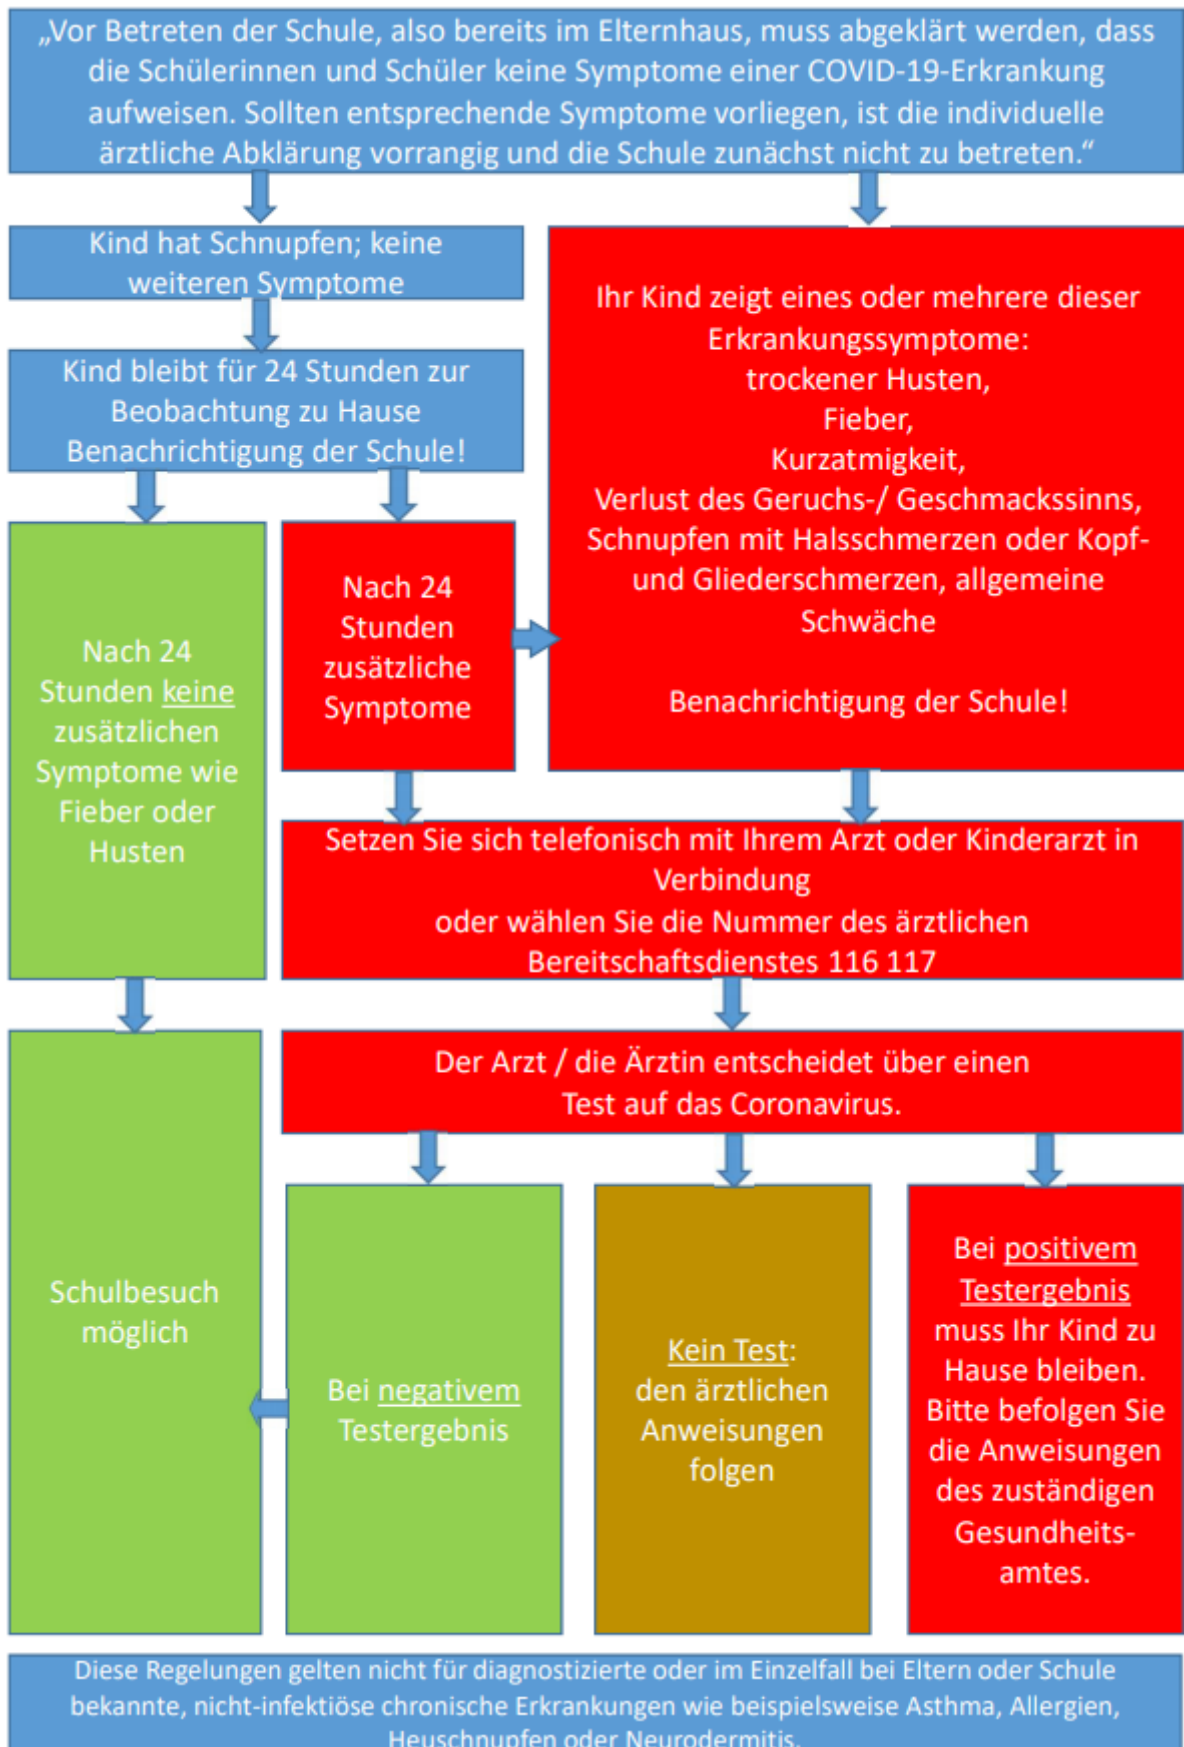 „Vor Betreten der Schule, also bereits im Elternhaus, muss abgeklärt werden, dass
die Schülerinnen und Schüler keine Symptome einer COVID-19-Erkrankung
aufweisen. Sollten entsprechende Symptome vorliegen, ist die individuelle
ärztliche Abklärung vorrangig und die Schule zunächst nicht zu betreten.“
Kind hat Schnupfen; keine
weiteren Symptome
Kind bleibt für 24 Stunden zur
Beobachtung zu Hause
Benachrichtigung der Schule!
Ihr Kind zeigt eines oder mehrere dieser
Erkrankungssymptome:
trockener Husten,
Fieber,
Kurzatmigkeit,
Verlust des Geruchs-/ Geschmackssinns,
Schnupfen mit Halsschmerzen oder Kopf-
und Gliederschmerzen, allgemeine
Schwäche
Benachrichtigung der Schule!
Nach 24
Stunden keine
zusätzlichen
Symptome wie
Fieber oder
Husten
Nach 24
Stunden
zusätzliche
Symptome
Setzen Sie sich telefonisch mit Ihrem Arzt oder Kinderarzt in
Verbindung
oder wählen Sie die Nummer des ärztlichen
Bereitschaftsdienstes 116 117
Der Arzt / die Ärztin entscheidet über einen
Test auf das Coronavirus.
Schulbesuch
möglich
Bei negativem
Testergebnis
Kein Test:
den ärztlichen
Anweisungen
folgen
Bei positivem
Testergebnis
muss Ihr Kind zu
Hause bleiben.
Bitte befolgen Sie
die Anweisungen
des zuständigen
Gesundheits-
amtes.
Diese Regelungen gelten nicht für diagnostizierte oder im Einzelfall bei Eltern oder Schule
bekannte, nicht-infektiöse chronische Erkrankungen wie beispielsweise Asthma, Allergien,
Heuschnupfen oder Neurodermitis.